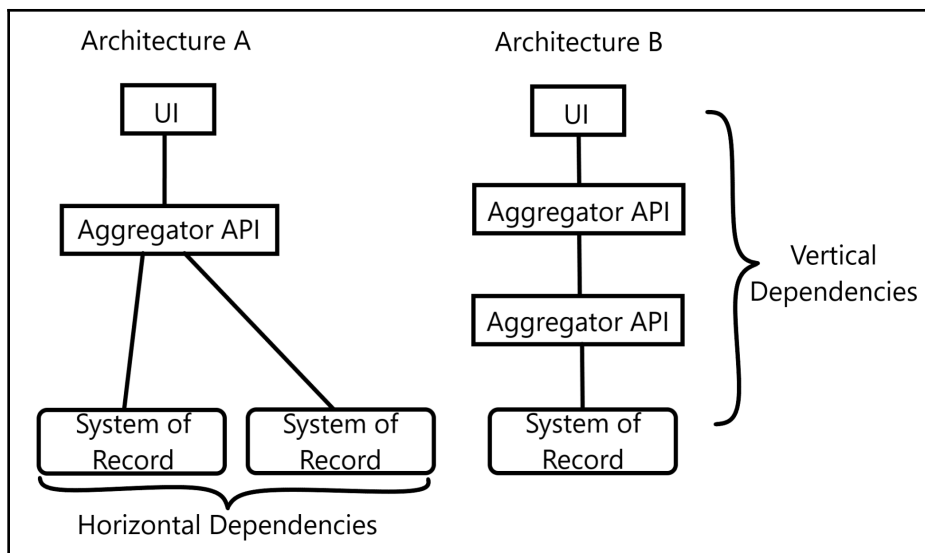 Architecture A
UI
Aggregator API
System of
Record
System of
Record
Horizontal Dependencies
Architecture B
UI
Aggregator API
Aggregator API
System of
Record
Vertical
Dependencies